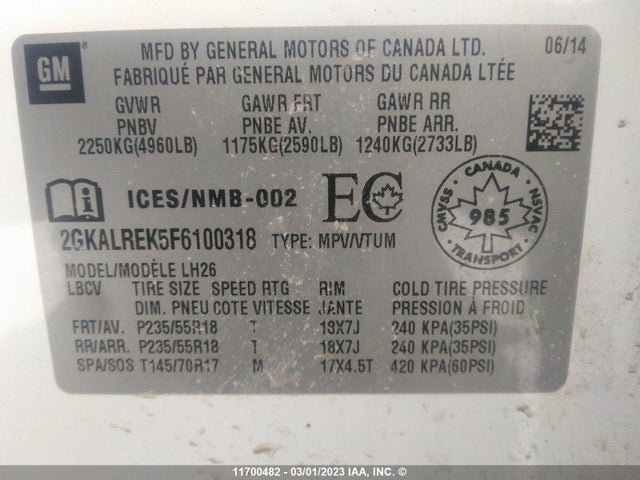 GM
MFD BY GENERAL MOTORS OF CANADA LTD. 06/14
FABRIQUÉ PAR GENERAL MOTORS DU CANADA LTÉE
GVWR GAWR FRT GAWR RR
PNBV PNBE AV. PNBE ARR.
2250KG(4960LB) 1175KG(2590LB) 1240KG(2733LB)
i ICES/NMB-002 EC
CANADA
CMVSS 985 NSVAC
TRANSPORT
2GKALREK5F6100318 TYPE: MPV/VTUM
MODEL/MODÈLE LH26
LBCV TIRE SIZE SPEED RTG RIM COLD TIRE PRESSURE
DIM. PNEU COTE VITESSE JANTE PRESSION À FROID
FRT/AV. P235/55R18 T 18X7J 240 KPA(35PSI)
RR/ARR. P235/55R18 T 18X7J 240 KPA(35PSI)
SPA/SOS T145/70R17 M 17X4.5T 420 KPA(60PSI)
11700482 - 03/01/2023 - IAA, Inc. ©